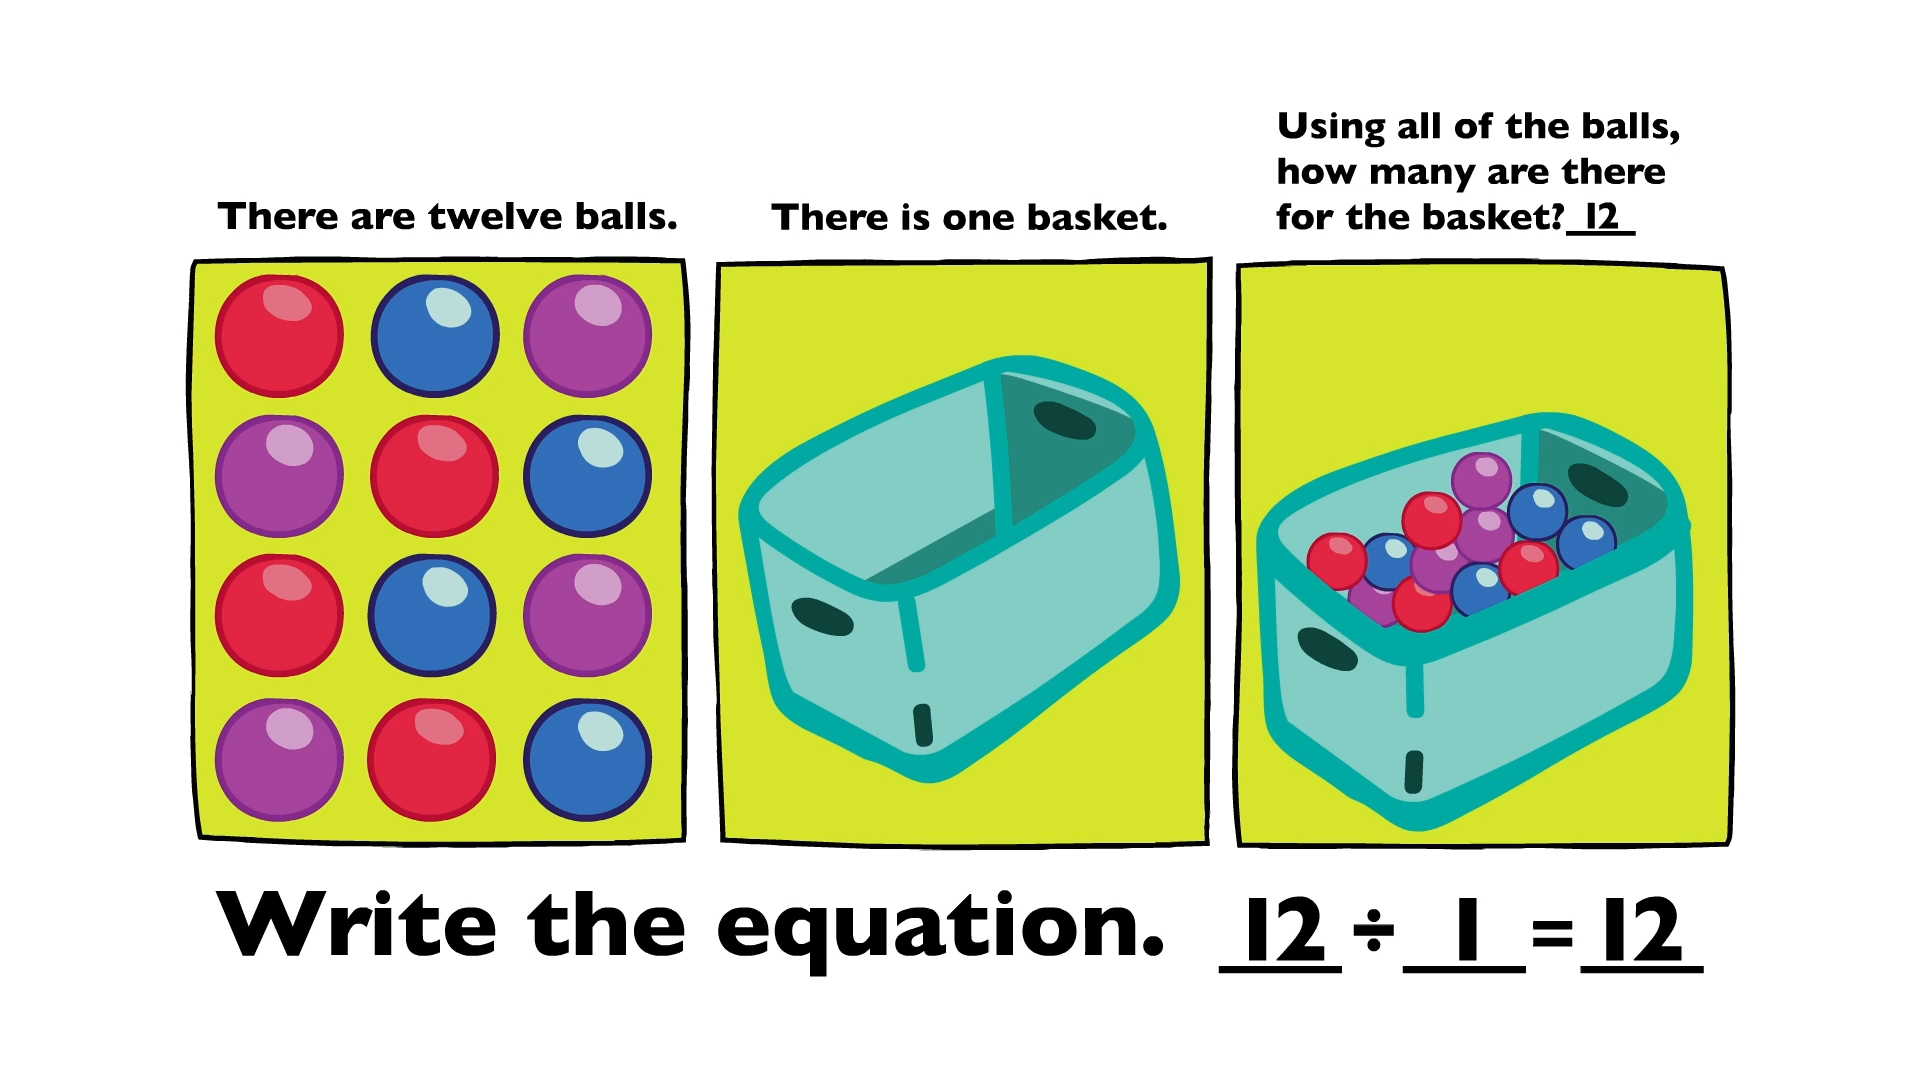 There are twelve balls.
There is one basket.
Using all of the balls,
how many are there
for the basket? 12
Write the equation. 12 ÷ 1 = 12